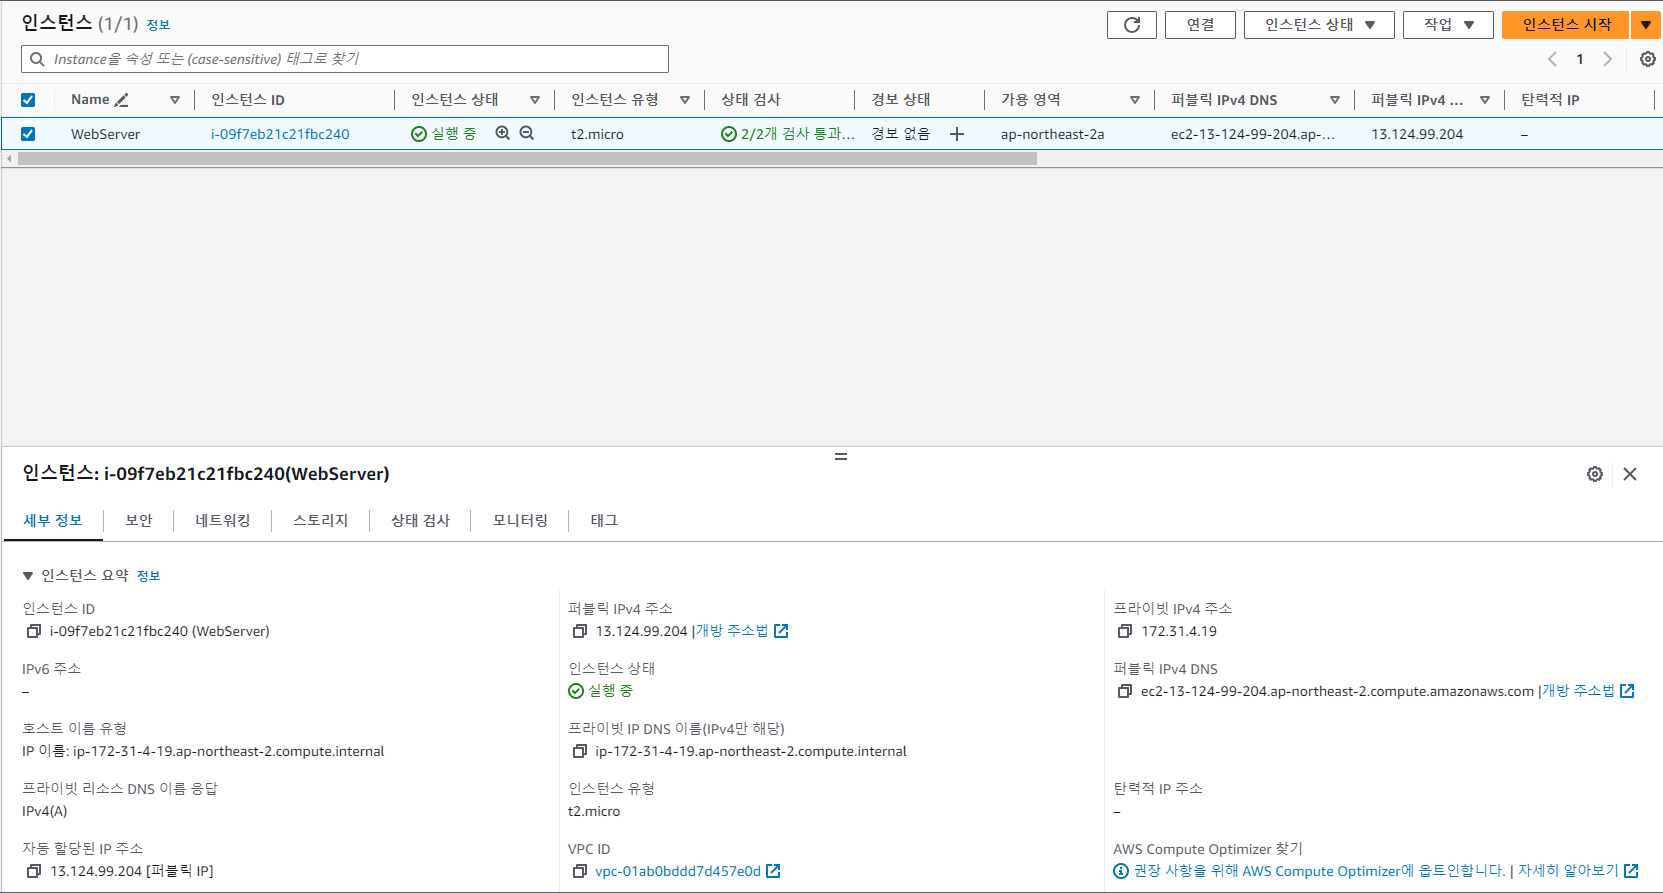 인스턴스 (1/1) 정보
연결
인스턴스 상태
작업
인스턴스 시작
Instance을 속성 또는 (case-sensitive) 태그로 찾기
1
Name 인스턴스 ID 인스턴스 상태 인스턴스 유형 상태 검사 경보 상태 가용 영역 퍼블릭 IPv4 DNS 퍼블릭 IPv4 ... 탄력적 IP
WebServer i-09f7eb21c21fbc240 실행 중 t2.micro 2/2개 검사 통과... 경보 없음 ap-northeast-2a ec2-13-124-99-204.ap-... 13.124.99.204 –
인스턴스: i-09f7eb21c21fbc240(WebServer)
세부 정보 보안 네트워킹 스토리지 상태 검사 모니터링 태그
인스턴스 요약 정보
인스턴스 ID 퍼블릭 IPv4 주소 프라이빗 IPv4 주소
i-09f7eb21c21fbc240 (WebServer) 13.124.99.204 |개방 주소법 172.31.4.19
IPv6 주소 인스턴스 상태 퍼블릭 IPv4 DNS
– 실행 중 ec2-13-124-99-204.ap-northeast-2.compute.amazonaws.com |개방 주소법
호스트 이름 유형 프라이빗 IP DNS 이름(IPv4만 해당)
IP 이름: ip-172-31-4-19.ap-northeast-2.compute.internal ip-172-31-4-19.ap-northeast-2.compute.internal
프라이빗 리소스 DNS 이름 응답 인스턴스 유형 탄력적 IP 주소
IPv4(A) t2.micro –
자동 할당된 IP 주소 VPC ID AWS Compute Optimizer 찾기
13.124.99.204 [퍼블릭 IP] vpc-01ab0bddd7d457e0d 권장 사항을 위해 AWS Compute Optimizer에 옵트인합니다. | 자세히 알아보기